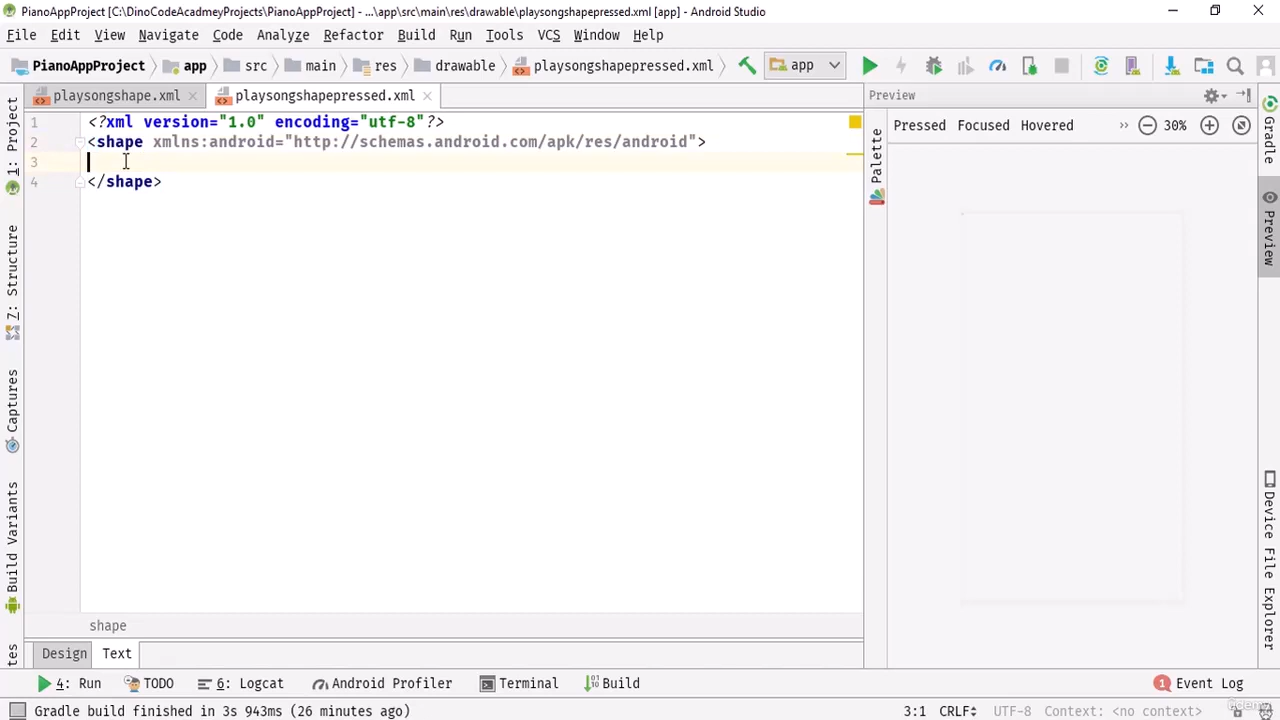 PianoAppProject [C:\DinoCodeAcadmeyProjects\PianoAppProject] - ...\app\src\main\res\drawable\playsongshapepressed.xml [app] - Android Studio
File Edit View Navigate Code Analyze Refactor Build Run Tools VCS Window Help
PianoAppProject app src main res drawable playsongshapepressed.xml app
playsongshape.xml playsongshapepressed.xml Preview
1 <?xml version="1.0" encoding="utf-8"?>
2 <shape xmlns:android="http://schemas.android.com/apk/res/android">
3
4 </shape>
Pressed Focused Hovered >> 30%
1: Project
7: Structure
Captures
Build Variants
Palette
Gradle
Preview
Device File Explorer
shape
Design Text
4: Run TODO 6: Logcat Android Profiler Terminal Build 1 Event Log
Gradle build finished in 3s 943ms (26 minutes ago) 3:1 CRLF UTF-8 Context: <no context>